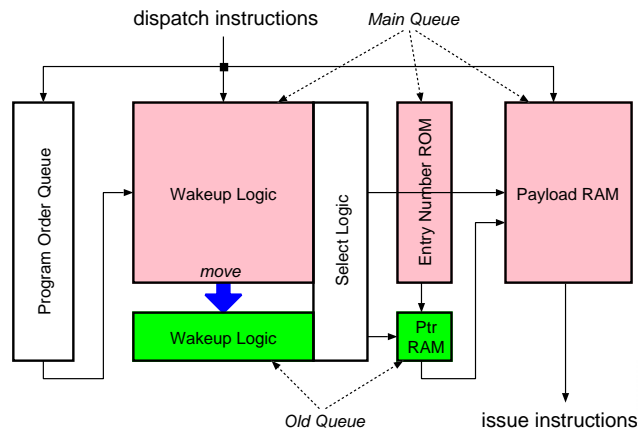 dispatch instructions
Main Queue
Program Order Queue
Wakeup Logic
Select Logic
Entry Number ROM
Payload RAM
move
Wakeup Logic
Ptr
RAM
Old Queue
issue instructions